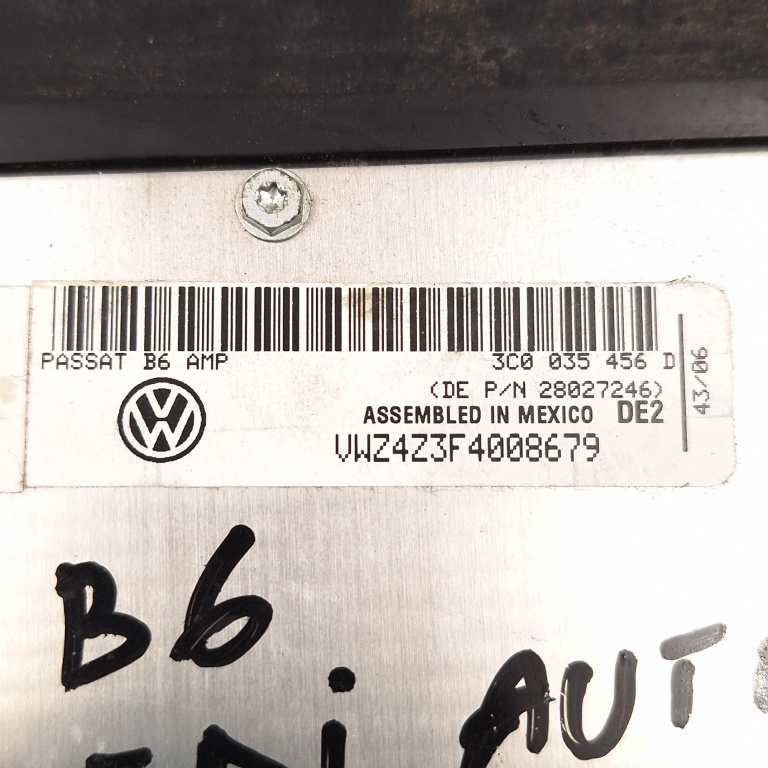 PASSAT B6 AMP 3C0 035 456 D
(DE P/N 28027246)
ASSEMBLED IN MEXICO DE2
VWZ4Z3F4008679
43/06
B6
AUT